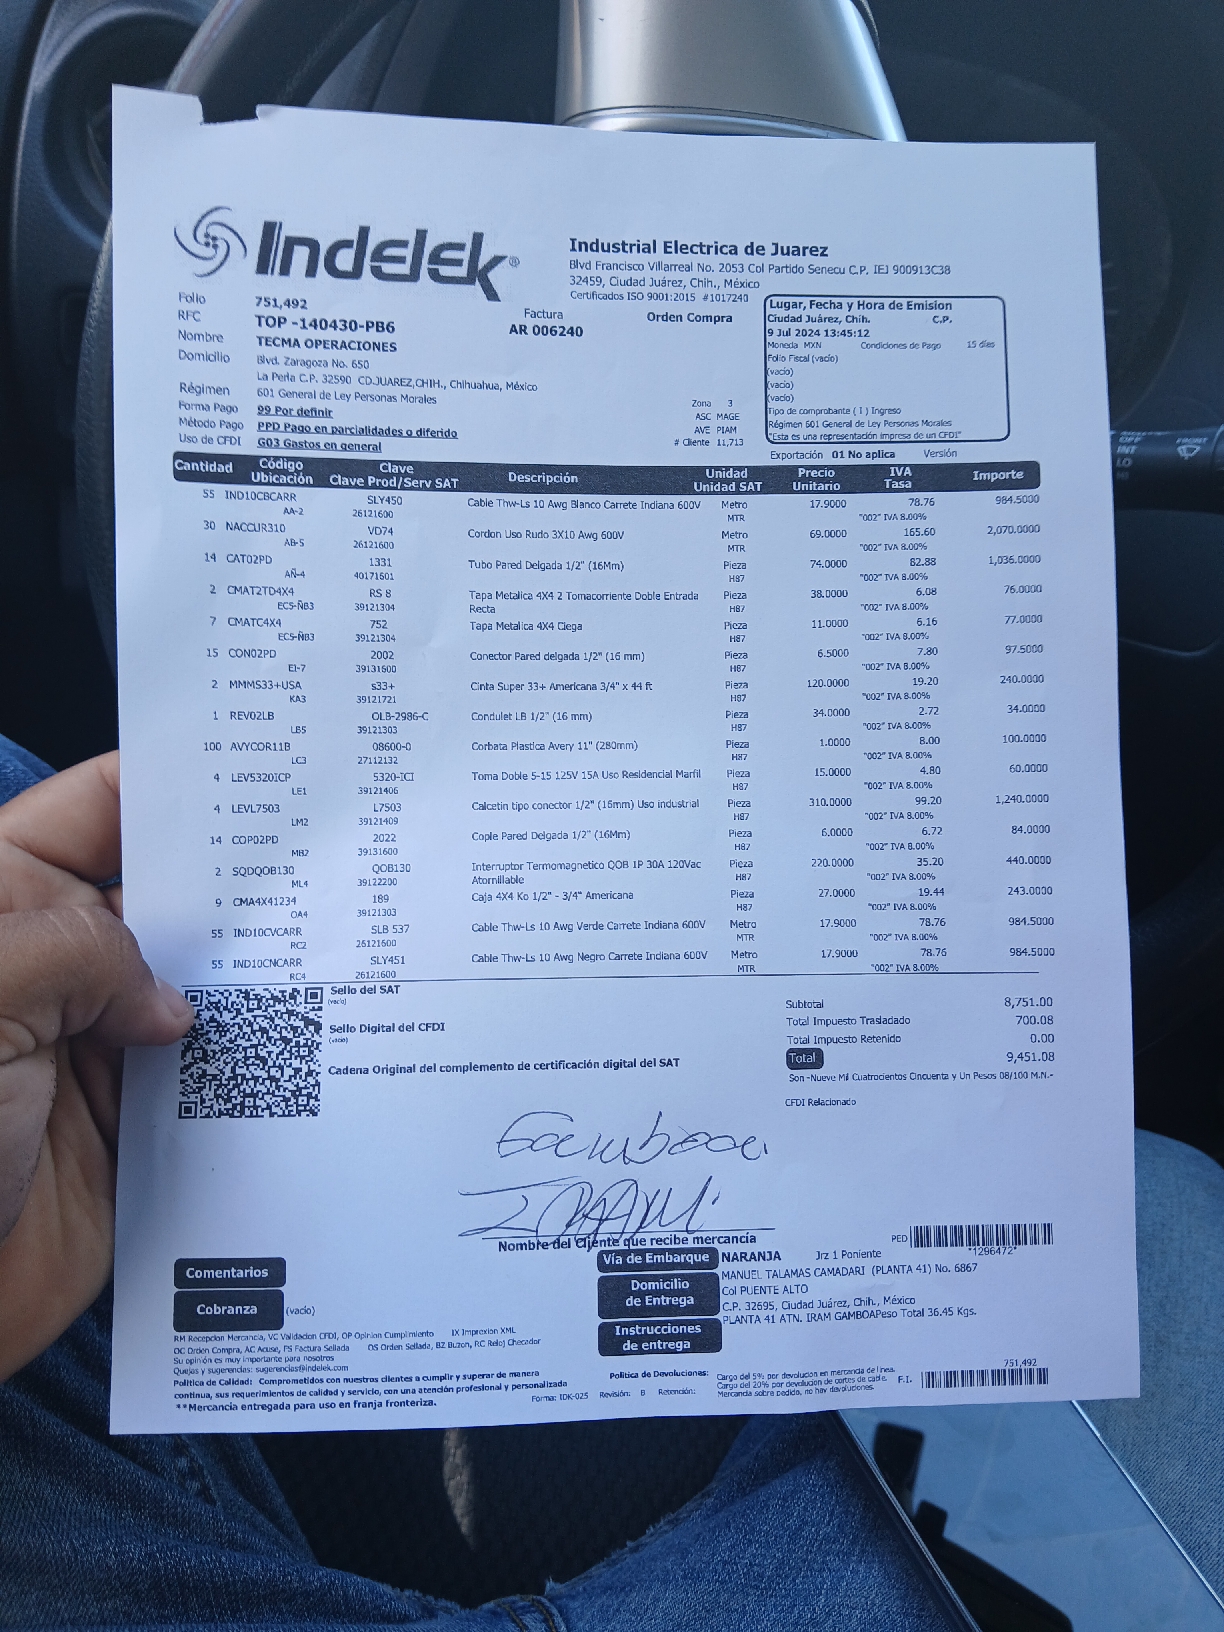 Indelek®
Industrial Electrica de Juarez
Blvd Francisco Villarreal No. 2053 Col Partido Senecu C.P. IEJ 900913C38
32459, Ciudad Juárez, Chih., México
Certificados ISO 9001:2015 #1017240
Folio 751,492
RFC TOP -140430-PB6
Nombre TECMA OPERACIONES
Domicilio Blvd. Zaragoza No. 650
La Perla C.P. 32590 CD.JUAREZ,CHIH., Chihuahua, México
Régimen 601 General de Ley Personas Morales
Forma Pago 99 Por definir
Método Pago PPD Pago en parcialidades o diferido
Uso de CFDI G03 Gastos en general
Factura
AR 006240
Orden Compra
Zona 3
ASC MAGE
AVE PIAM
# Cliente 11,713
Lugar, Fecha y Hora de Emision
Ciudad Juárez, Chih. C.P.
9 Jul 2024 13:45:12
Moneda MXN Condiciones de Pago 15 días
Folio Fiscal (vacío)
(vacío)
(vacío)
(vacío)
Tipo de comprobante ( I ) Ingreso
Régimen 601 General de Ley Personas Morales
"Esta es una representación impresa de un CFDI"
Exportación 01 No aplica Versión
Cantidad Código Ubicación Clave Clave Prod/Serv SAT Descripción Unidad Unidad SAT Precio Unitario IVA Tasa Importe
55 IND10CBCARR SLY450 Cable Thw-Ls 10 Awg Blanco Carrete Indiana 600V Metro 17.9000 78.76 984.5000
AA-2 26121600 MTR "002" IVA 8.00%
30 NACCUR310 VD74 Cordon Uso Rudo 3X10 Awg 600V Metro 69.0000 165.60 2,070.0000
AB-5 26121600 MTR "002" IVA 8.00%
14 CAT02PD 1331 Tubo Pared Delgada 1/2" (16Mm) Pieza 74.0000 82.88 1,036.0000
AÑ-4 40171601 H87 "002" IVA 8.00%
2 CMAT2TD4X4 RS 8 Tapa Metalica 4X4 2 Tomacorriente Doble Entrada Pieza 38.0000 6.08 76.0000
EC5-ÑB3 39121304 Recta H87 "002" IVA 8.00%
7 CMATC4X4 752 Tapa Metalica 4X4 Ciega Pieza 11.0000 6.16 77.0000
EC5-ÑB3 39121304 H87 "002" IVA 8.00%
15 CON02PD 2002 Conector Pared delgada 1/2" (16 mm) Pieza 6.5000 7.80 97.5000
EI-7 39131600 H87 "002" IVA 8.00%
2 MMMS33+USA s33+ Cinta Super 33+ Americana 3/4" x 44 ft Pieza 120.0000 19.20 240.0000
KA3 39121721 H87 "002" IVA 8.00%
1 REV02LB OLB-2986-C Condulet LB 1/2" (16 mm) Pieza 34.0000 2.72 34.0000
LB5 39121303 H87 "002" IVA 8.00%
100 AVYCOR11B 08600-0 Corbata Plastica Avery 11" (280mm) Pieza 1.0000 8.00 100.0000
LC3 27112132 H87 "002" IVA 8.00%
4 LEV5320ICP 5320-ICI Toma Doble 5-15 125V 15A Uso Residencial Marfil Pieza 15.0000 4.80 60.0000
LE1 39121406 H87 "002" IVA 8.00%
4 LEVL7503 L7503 Calcetin tipo conector 1/2" (16mm) Uso industrial Pieza 310.0000 99.20 1,240.0000
LM2 39121409 H87 "002" IVA 8.00%
14 COP02PD 2022 Cople Pared Delgada 1/2" (16Mm) Pieza 6.0000 6.72 84.0000
MB2 39131600 H87 "002" IVA 8.00%
2 SQDQOB130 QOB130 Interruptor Termomagnetico QOB 1P 30A 120Vac Pieza 220.0000 35.20 440.0000
ML4 39122200 Atornillable H87 "002" IVA 8.00%
9 CMA4X41234 189 Caja 4X4 Ko 1/2" - 3/4" Americana Pieza 27.0000 19.44 243.0000
OA4 39121303 H87 "002" IVA 8.00%
55 IND10CVCARR SLB 537 Cable Thw-Ls 10 Awg Verde Carrete Indiana 600V Metro 17.9000 78.76 984.5000
RC2 26121600 MTR "002" IVA 8.00%
55 IND10CNCARR SLY451 Cable Thw-Ls 10 Awg Negro Carrete Indiana 600V Metro 17.9000 78.76 984.5000
RC4 26121600 MTR "002" IVA 8.00%
Sello del SAT
(vacío)
Sello Digital del CFDI
(vacío)
Cadena Original del complemento de certificación digital del SAT
Subtotal 8,751.00
Total Impuesto Trasladado 700.08
Total Impuesto Retenido 0.00
Total 9,451.08
Son -Nueve Mil Cuatrocientos Cincuenta y Un Pesos 08/100 M.N.-
CFDI Relacionado
Gamboa
Nombre del Cliente que recibe mercancía
PED *1296472*
Vía de Embarque NARANJA Jrz 1 Poniente
Domicilio de Entrega MANUEL TALAMAS CAMADARI (PLANTA 41) No. 6867
Col PUENTE ALTO
C.P. 32695, Ciudad Juárez, Chih., México
Instrucciones de entrega PLANTA 41 ATN. IRAM GAMBOAPeso Total 36.45 Kgs.
Comentarios
Cobranza (vacío)
RM Recepcion Mercancia, VC Validacion CFDI, OP Opinion Cumplimiento IX Impresion XML
OC Orden Compra, AC Acuse, FS Factura Sellada OS Orden Sellada, BZ Buzon, RC Reloj Checador
Su opinión es muy importante para nosotros
Quejas y sugerencias: sugerencias@indelek.com
Politica de Calidad: Comprometidos con nuestros clientes a cumplir y superar de manera
continua, sus requerimientos de calidad y servicio, con una atención profesional y personalizada
**Mercancia entregada para uso en franja fronteriza.
Forma: IDK-025 Revisión: B Retención:
Política de Devoluciones: Cargo del 5% por devolucion en mercancia de linea.
Cargo del 20% por devolucion de cortes de cable.
Mercancia sobre pedido, no hay devoluciones.
F.I. 751,492
OFF
INT
LO
HI
FRONT